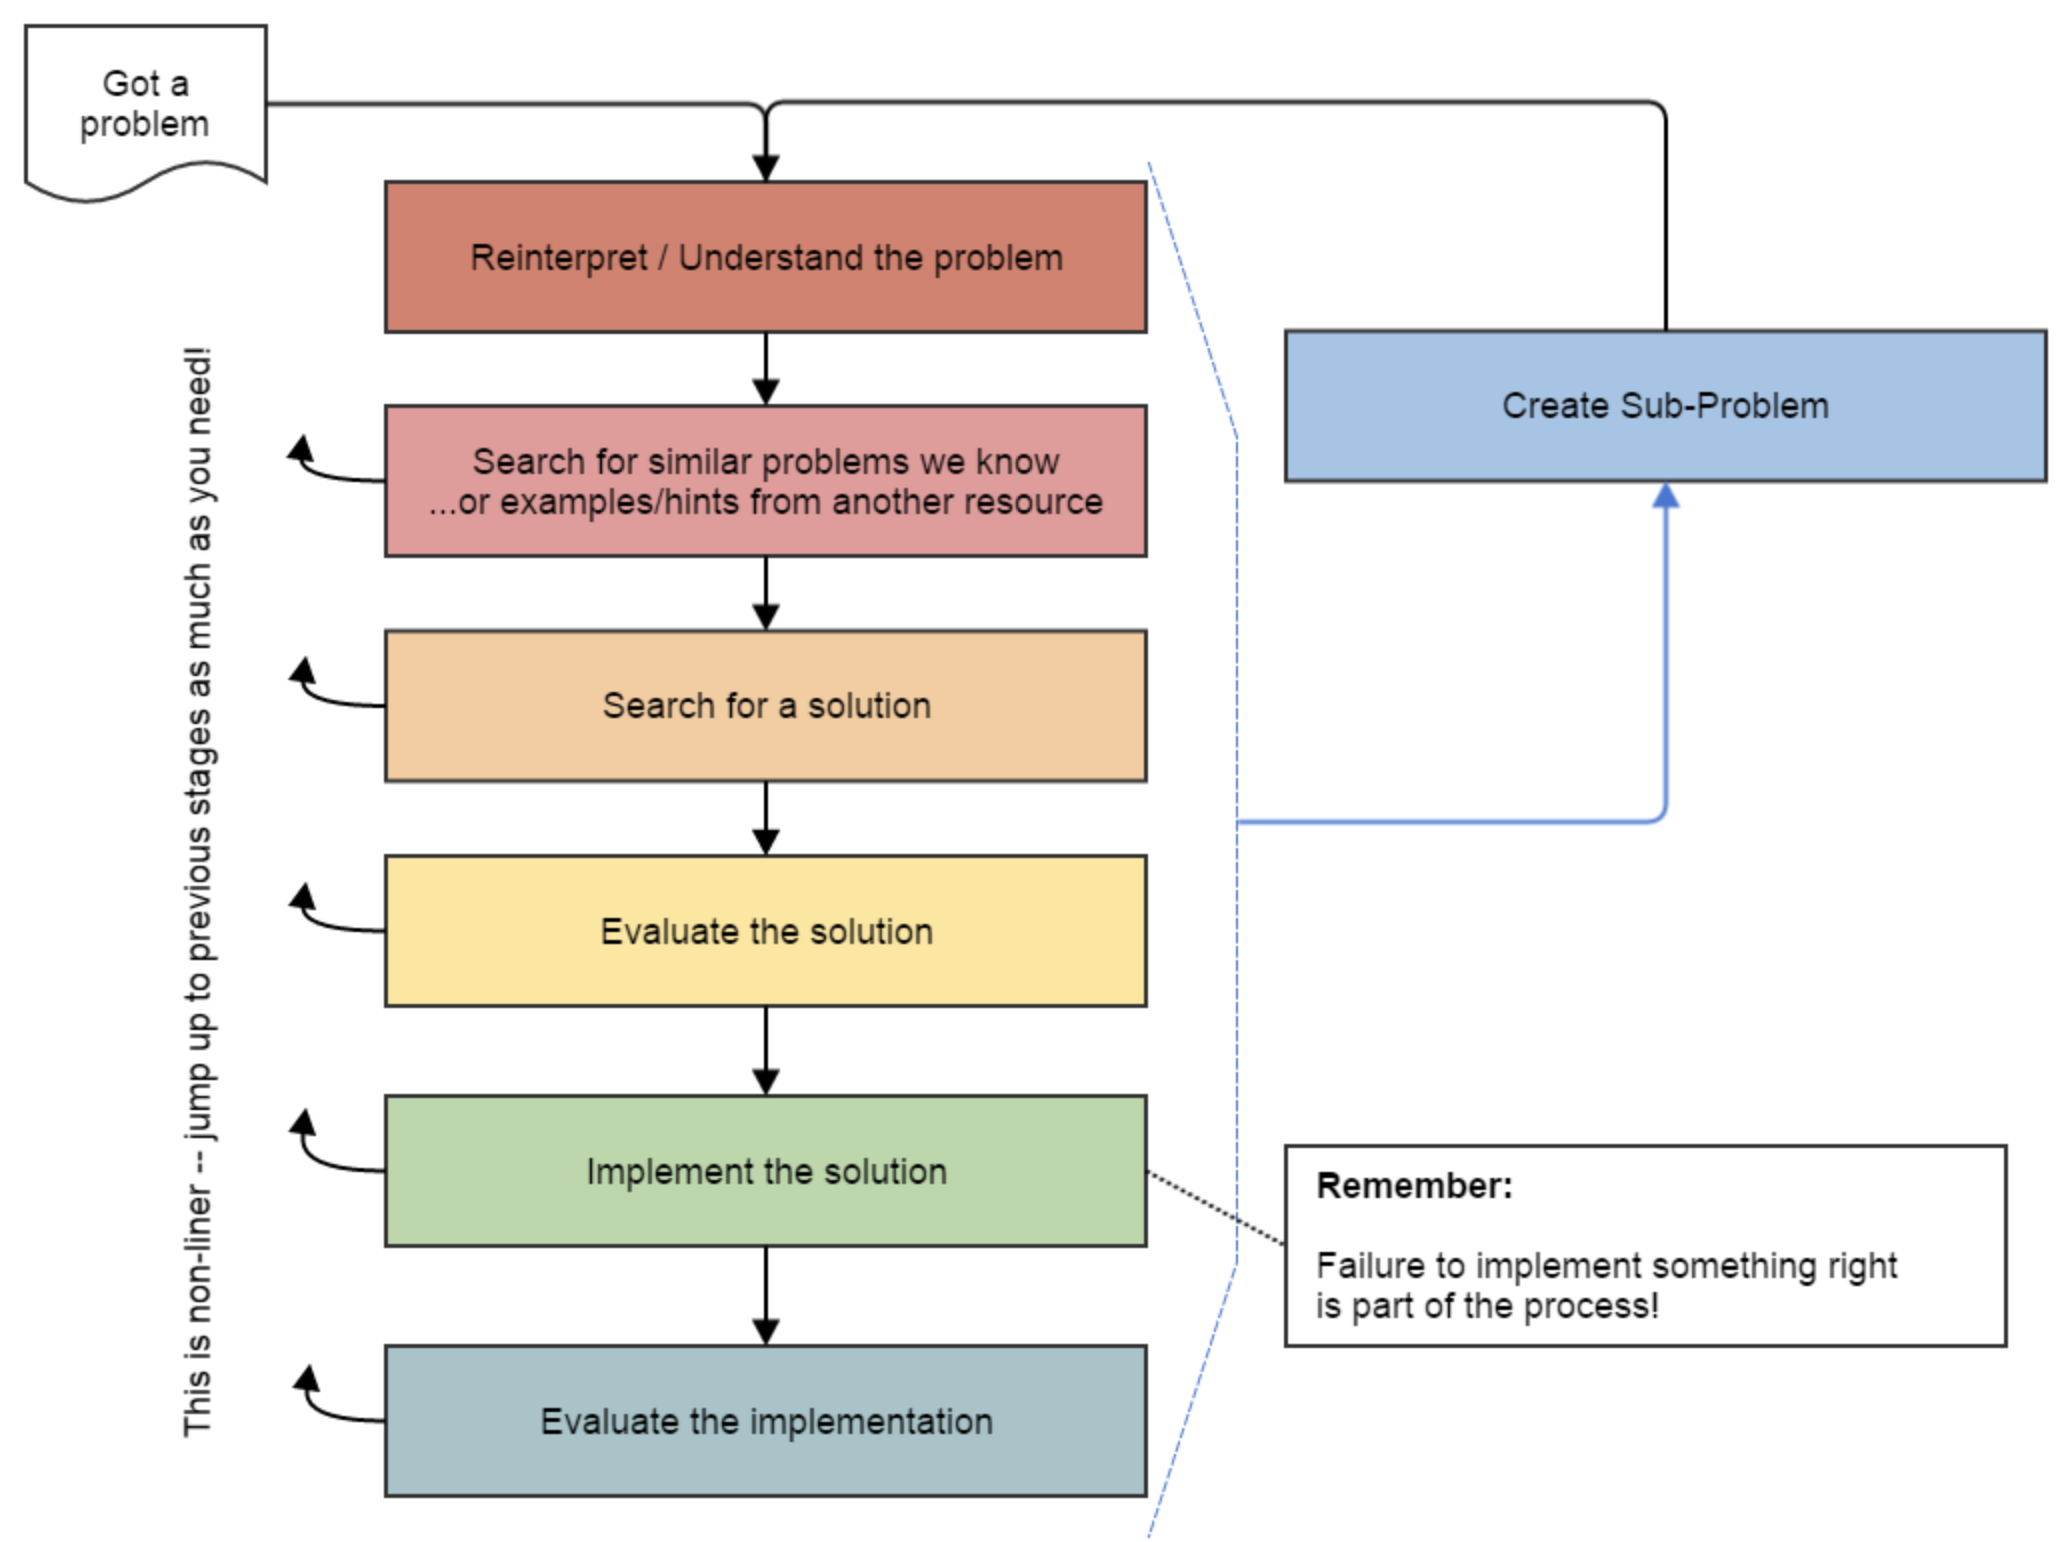 Got a
problem
Reinterpret / Understand the problem
Search for similar problems we know
...or examples/hints from another resource
Search for a solution
Evaluate the solution
Implement the solution
Evaluate the implementation
This is non-liner -- jump up to previous stages as much as you need!
Create Sub-Problem
Remember:
Failure to implement something right
is part of the process!